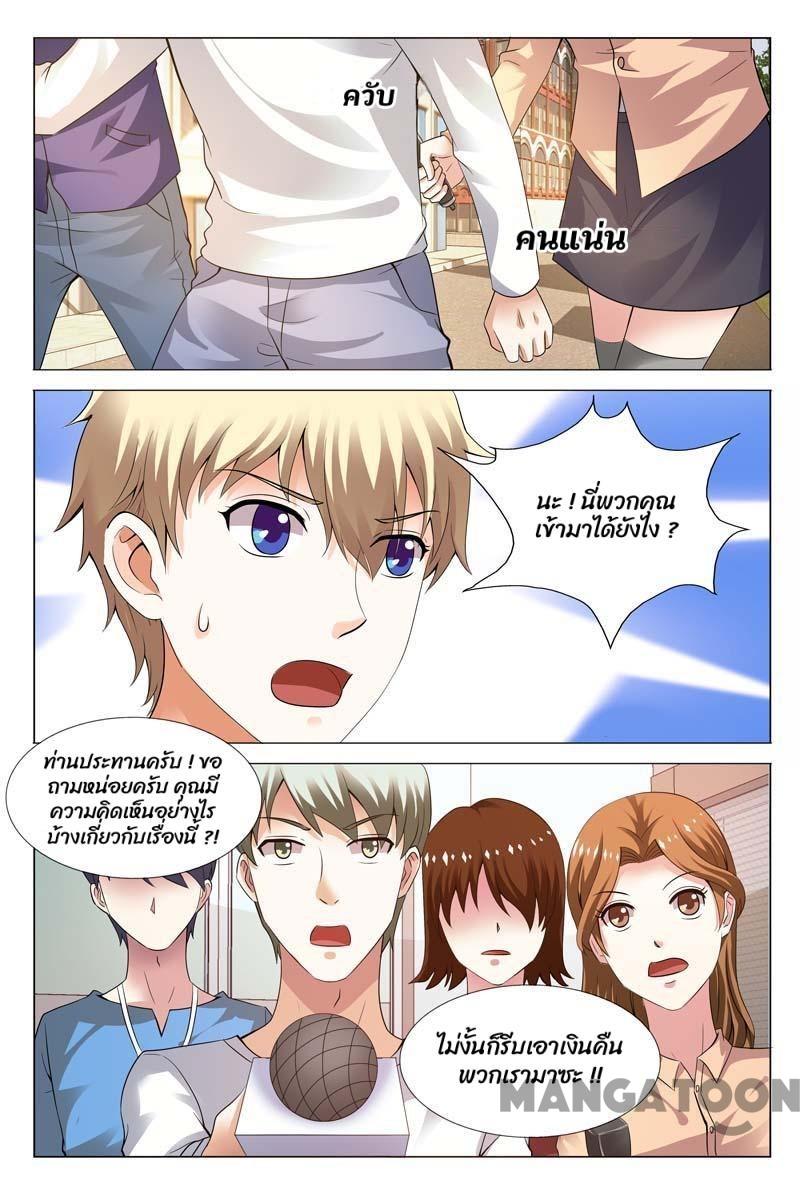 ควับ
คนแน่น
นะ ! นี่พวกคุณ
เข้ามาได้ยังไง ?
ท่านประทานครับ ! ขอ
ถามหน่อยครับ คุณมี
ความคิดเห็นอย่างไร
บ้างเกี่ยวกับเรื่องนี้ ?!
ไม่งั้นก็รีบเอาเงินคืน
พวกเรามาซะ !!
MANGATOON